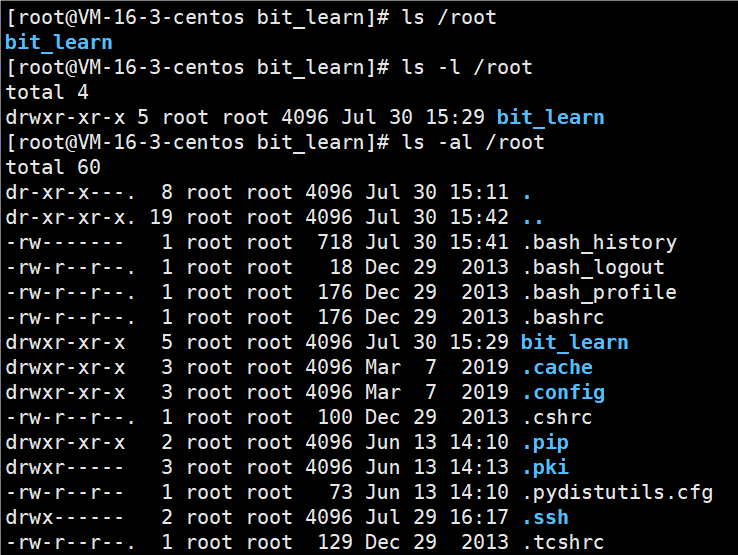 [root@VM-16-3-centos bit_learn]# ls /root
bit_learn
[root@VM-16-3-centos bit_learn]# ls -l /root
total 4
drwxr-xr-x 5 root root 4096 Jul 30 15:29 bit_learn
[root@VM-16-3-centos bit_learn]# ls -al /root
total 60
dr-xr-x---.  8 root root 4096 Jul 30 15:11 .
dr-xr-xr-x. 19 root root 4096 Jul 30 15:42 ..
-rw-------   1 root root  718 Jul 30 15:41 .bash_history
-rw-r--r--.  1 root root   18 Dec 29  2013 .bash_logout
-rw-r--r--.  1 root root  176 Dec 29  2013 .bash_profile
-rw-r--r--.  1 root root  176 Dec 29  2013 .bashrc
drwxr-xr-x   5 root root 4096 Jul 30 15:29 bit_learn
drwxr-xr-x   3 root root 4096 Mar  7  2019 .cache
drwxr-xr-x   3 root root 4096 Mar  7  2019 .config
-rw-r--r--.  1 root root  100 Dec 29  2013 .cshrc
drwxr-xr-x   2 root root 4096 Jun 13 14:10 .pip
drwxr-----   3 root root 4096 Jun 13 14:13 .pki
-rw-r--r--   1 root root   73 Jun 13 14:10 .pydistutils.cfg
drwx------   2 root root 4096 Jul 29 16:17 .ssh
-rw-r--r--.  1 root root  129 Dec 29  2013 .tcshrc